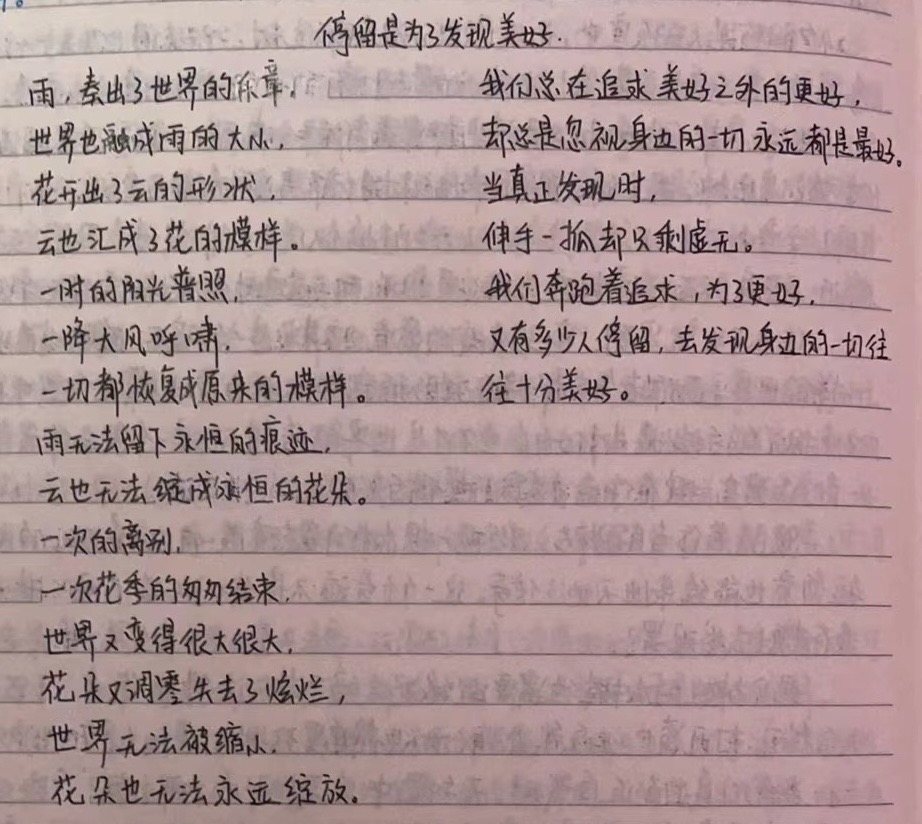 停留是为了发现美好.
雨,奏出了世界的乐章,
世界也融成雨的大小,
花开出了云的形状,
云也汇成了花的模样。
一时的阳光普照,
一降大风呼啸,
一切都恢复成原来的模样。
雨无法留下永恒的痕迹,
云也无法绽成永恒的花朵。
一次的离别,
一次花季的匆匆结束,
世界又变得很大很大,
花朵又凋零失去了炫烂,
世界无法被缩小,
花朵也无法永远绽放。
我们总在追求美好之外的更好,
却总是忽视身边的一切永远都是最好。
当真正发现时,
伸手一抓却只剩虚无。
我们奔跑着追求,为了更好,
又有多少人停留,去发现身边的一切往
往十分美好。